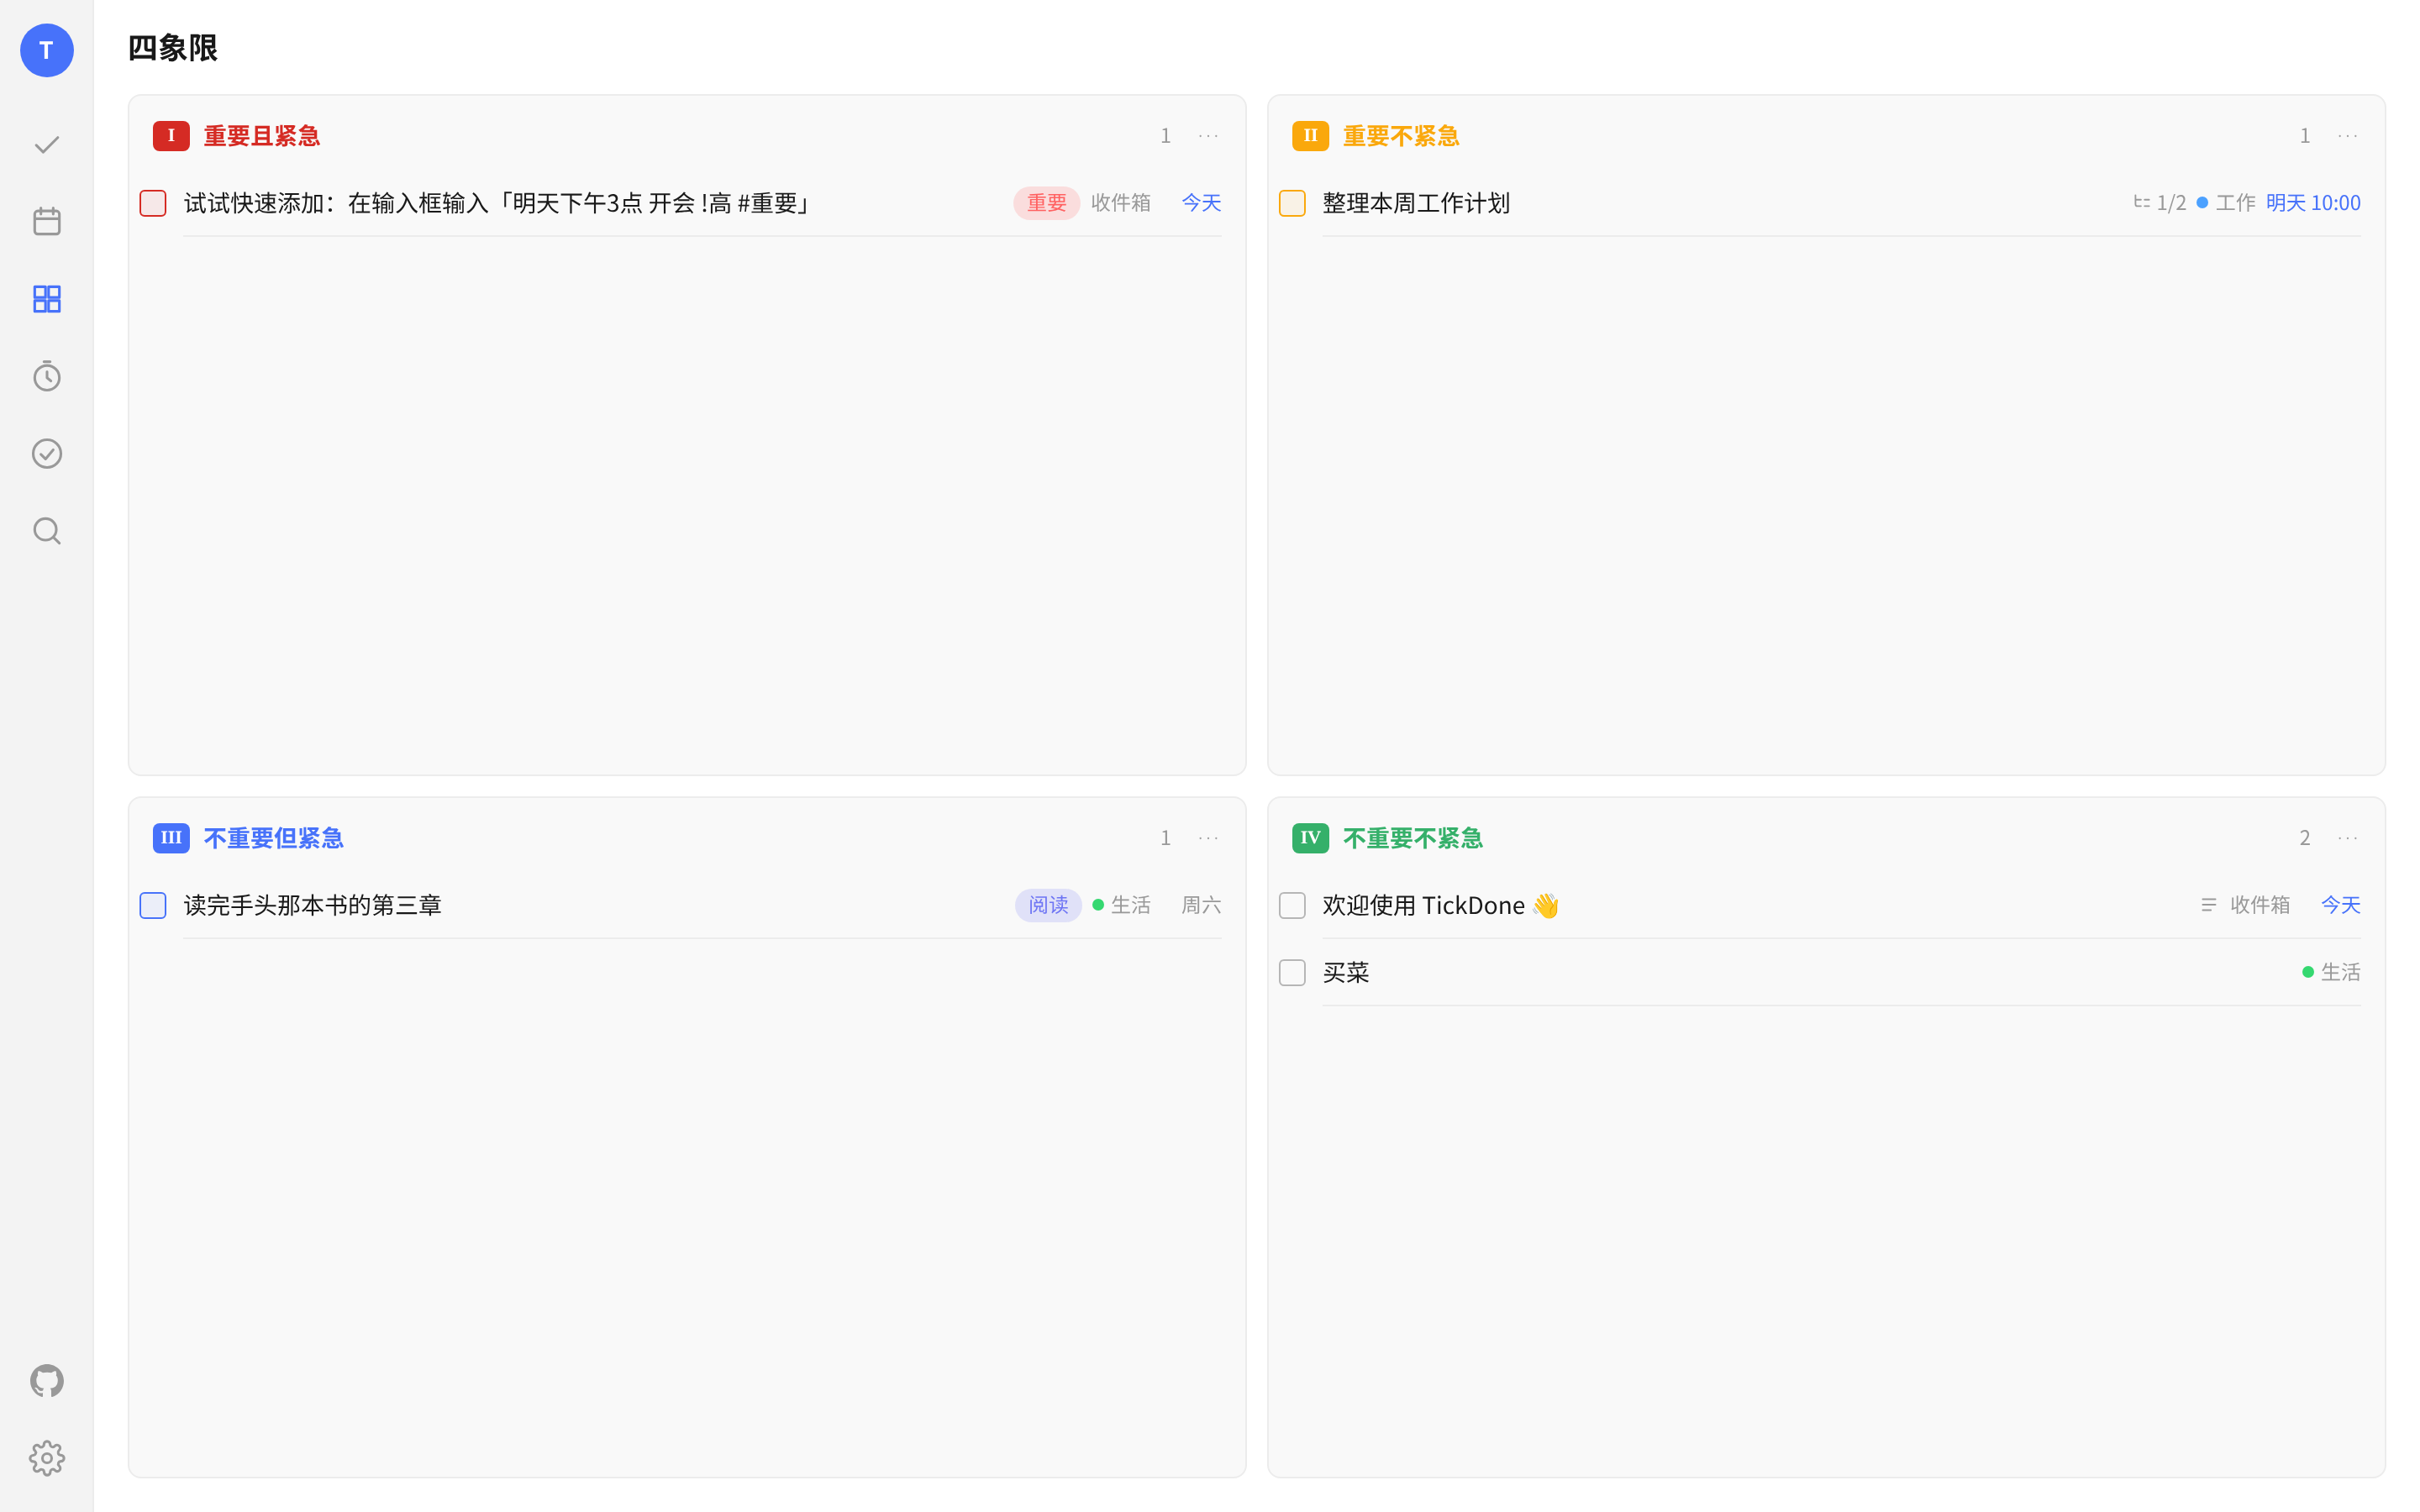 T
四象限
I 重要且紧急 1 ···
试试快速添加：在输入框输入「明天下午3点 开会 !高 #重要」 重要 收件箱 今天
II 重要不紧急 1 ···
整理本周工作计划 1/2 工作 明天 10:00
III 不重要但紧急 1 ···
读完手头那本书的第三章 阅读 生活 周六
IV 不重要不紧急 2 ···
欢迎使用 TickDone 👋 收件箱 今天
买菜 生活